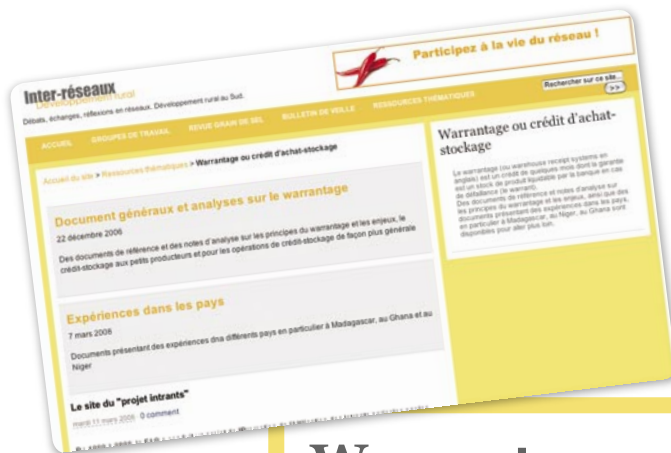 Participez à la vie du réseau !
Inter-réseaux
Développement rural
Débats, échanges, réflexions en réseaux. Développement rural au Sud.
Rechercher sur ce site...
>>
ACCUEIL GROUPES DE TRAVAIL REVUE GRAIN DE SEL BULLETIN DE VEILLE RESSOURCES THÉMATIQUES
Accueil du site > Ressources thématiques > Warrantage ou crédit d'achat-stockage
Document généraux et analyses sur le warrantage
22 décembre 2006
Des documents de référence et des notes d'analyse sur les principes du warrantage et les enjeux, le
crédit-stockage aux petits producteurs et pour les opérations de crédit-stockage de façon plus générale
Expériences dans les pays
7 mars 2006
Documents présentant des expériences dna différents pays en particulier à Madagascar, au Ghana et au
Niger
Le site du "projet intrants"
mardi 11 mars 2006 - 0 comment
Warrantage ou crédit d'achat-
stockage
Le warrantage (ou warehouse receipt systems en
anglais) est un crédit de quelques mois dont la garantie
est un stock de produit liquidable par la banque en cas
de défaillance (le warrant).
Des documents de référence et notes d'analyse sur
les principes du warrantage et les enjeux, ainsi que des
documents présentant des expériences dans les pays,
en particulier à Madagascar, au Niger, au Ghana sont
disponibles pour aller plus loin.